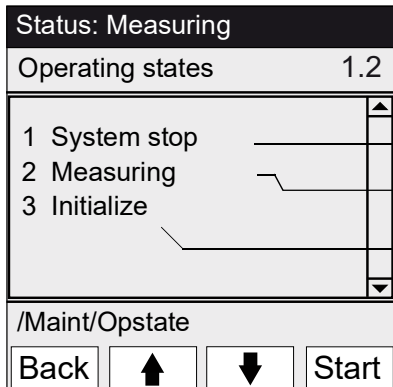 Status: Measuring
Operating states 1.2
1 System stop
2 Measuring
3 Initialize
/Maint/Opstate
Back Start